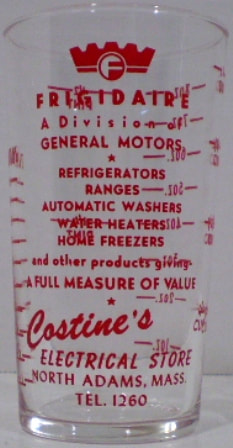 F
FRIGIDAIRE
A Division of
GENERAL MOTORS
REFRIGERATORS
RANGES
AUTOMATIC WASHERS
WATER HEATERS
HOME FREEZERS
and other products giving
A FULL MEASURE OF VALUE
Costine's
ELECTRICAL STORE
NORTH ADAMS, MASS.
TEL. 1260